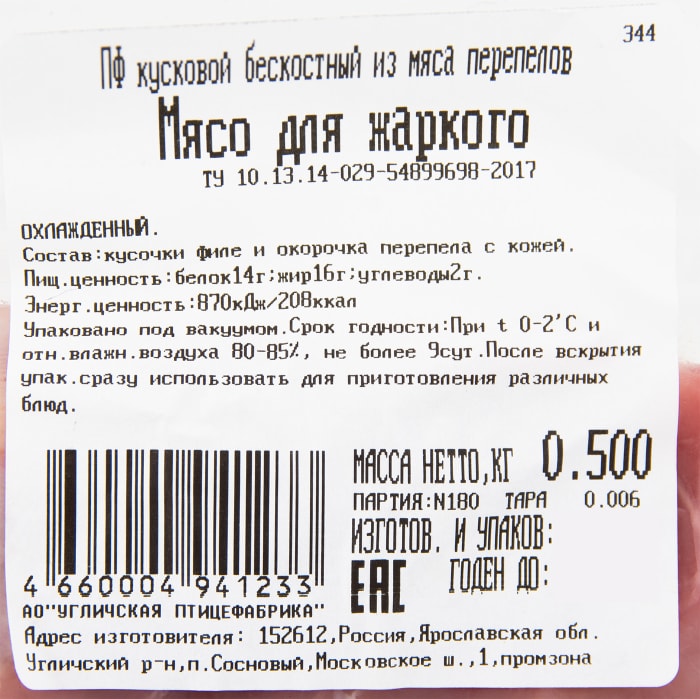 344
ПФ кусковой бескостный из мяса перепелов
Мясо для жаркого
ТУ 10.13.14-029-54899698-2017
ОХЛАЖДЕННЫЙ.
Состав:кусочки филе и окорочка перепела с кожей.
Пищ.ценность:белок14г;жир16г;углеводы2г.
Энерг.ценность:870кДж/208ккал
Упаковано под вакуумом.Срок годности:При t 0-2'С и
отн.влажн.воздуха 80-85%, не более 9сут.После вскрытия
упак.сразу использовать для приготовления различных
блюд.
МАССА НЕТТО,КГ 0.500
ПАРТИЯ:N180 ТАРА 0.006
ИЗГОТОВ. И УПАКОВ:
ГОДЕН ДО:
EAC
4 660004 941233
АО"УГЛИЧСКАЯ ПТИЦЕФАБРИКА"
Адрес изготовителя: 152612,Россия,Ярославская обл.
Угличский р-н,п.Сосновый,Московское ш.,1,промзона